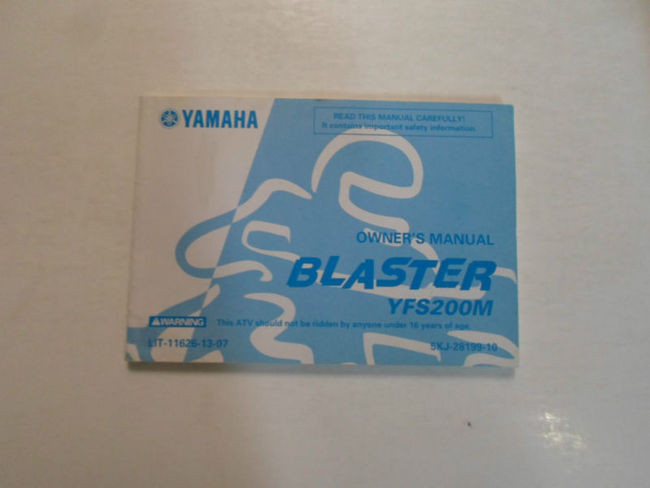 YAMAHA
READ THIS MANUAL CAREFULLY!
It contains important safety information.
OWNER'S MANUAL
BLASTER
YFS200M
WARNING This ATV should not be ridden by anyone under 16 years of age.
LIT-11626-13-07 5KJ-28199-10